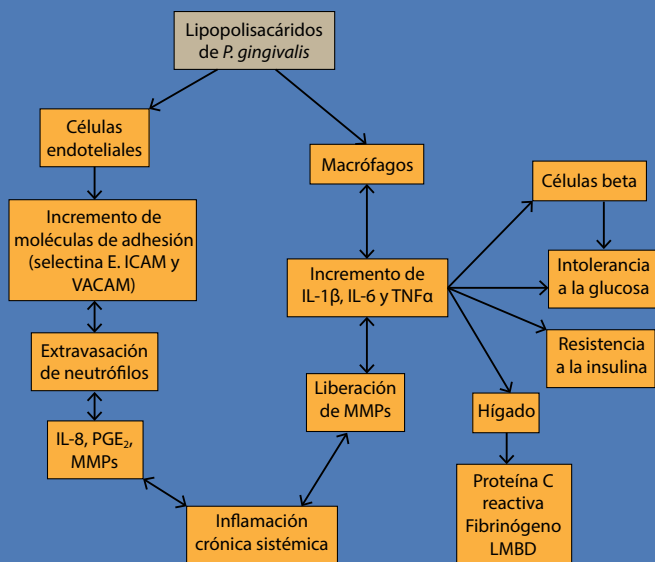 Lipopolisacáridos
de P. gingivalis
Células
endoteliales
Macrófagos
Células beta
Incremento de
moléculas de adhesión
(selectina E. ICAM y
VACAM)
Incremento de
IL-1β, IL-6 y TNFα
Intolerancia
a la glucosa
Extravasación
de neutrófilos
Resistencia
a la insulina
Liberación
de MMPs
Hígado
IL-8, PGE₂,
MMPs
Proteína C
reactiva
Fibrinógeno
LMBD
Inflamación
crónica sistémica